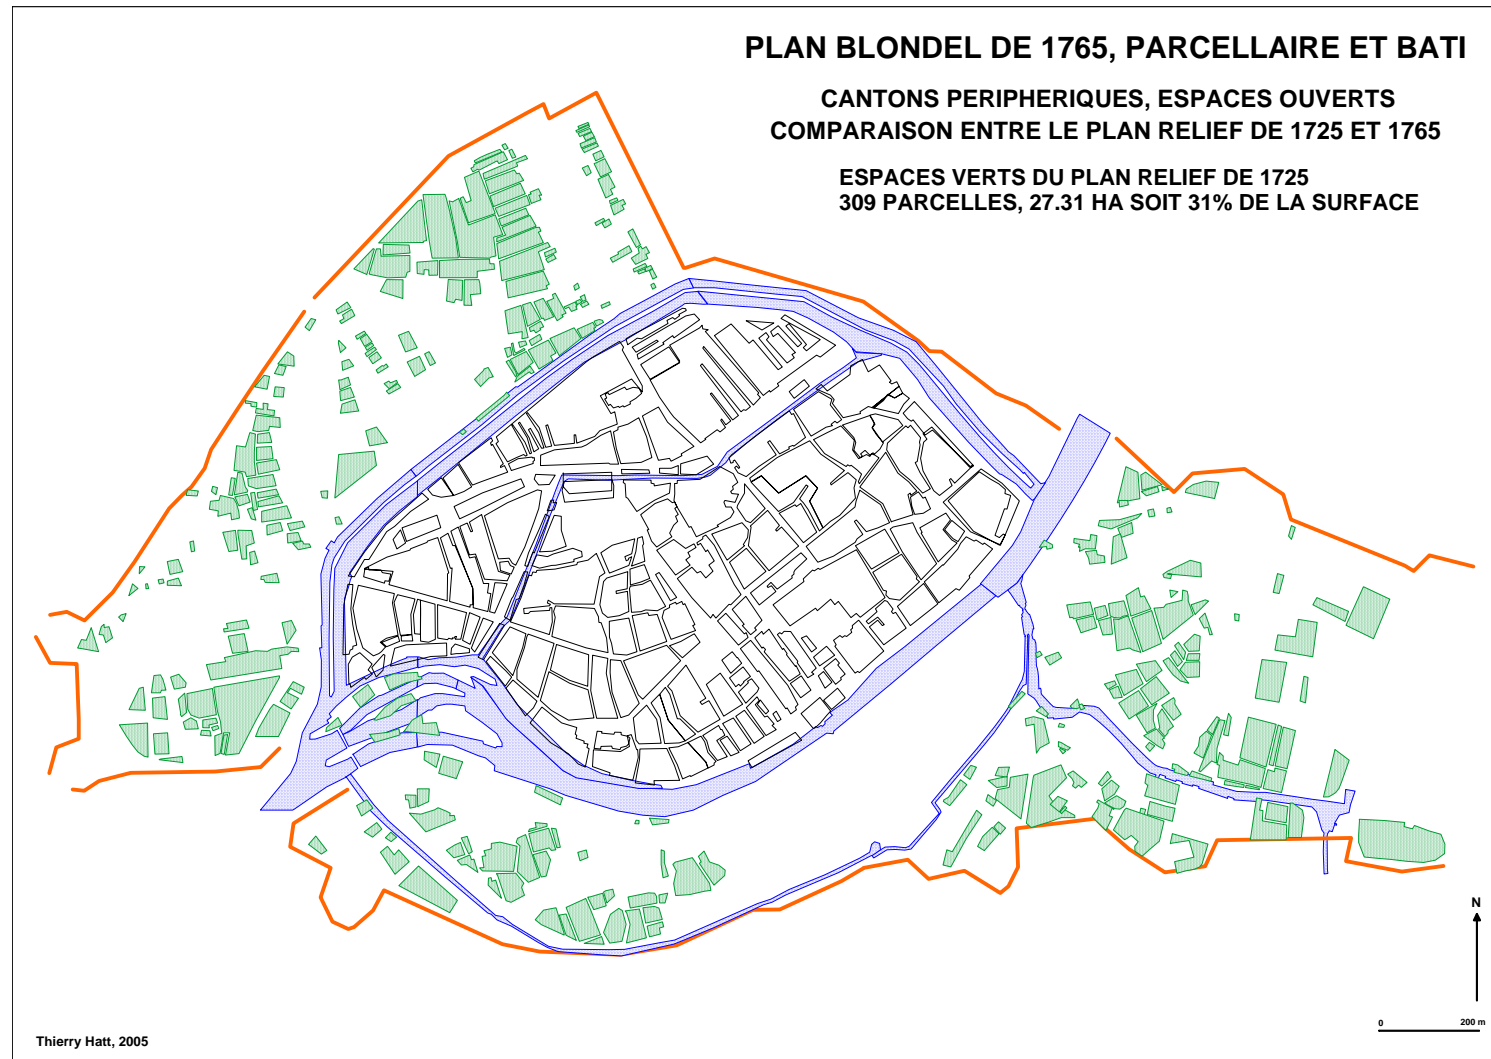 PLAN BLONDEL DE 1765, PARCELLAIRE ET BATI
CANTONS PERIPHERIQUES, ESPACES OUVERTS
COMPARAISON ENTRE LE PLAN RELIEF DE 1725 ET 1765
ESPACES VERTS DU PLAN RELIEF DE 1725
309 PARCELLES, 27.31 HA SOIT 31% DE LA SURFACE
N
0 200 m
Thierry Hatt, 2005